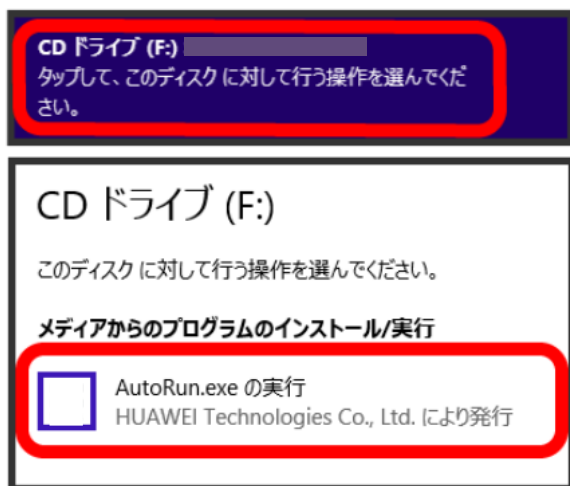 CD ドライブ (F:)
タップして、このディスク に対して行う操作を選んでくだ
さい。
CD ドライブ (F:)
このディスク に対して行う操作を選んでください。
メディアからのプログラムのインストール/実行
AutoRun.exe の実行
HUAWEI Technologies Co., Ltd. により発行